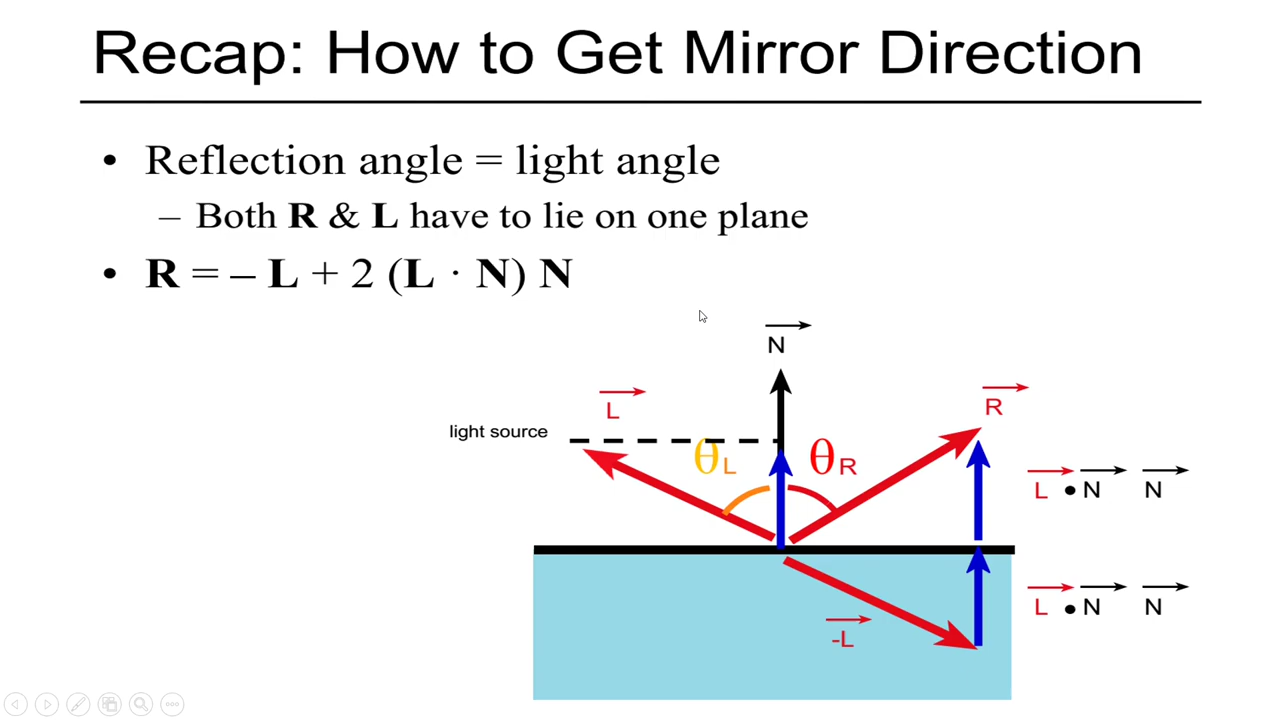 Recap: How to Get Mirror Direction
• Reflection angle = light angle
– Both R & L have to lie on one plane
• R = – L + 2 (L · N) N
N
L
R
light source
θL
θR
L • N N
L • N N
-L